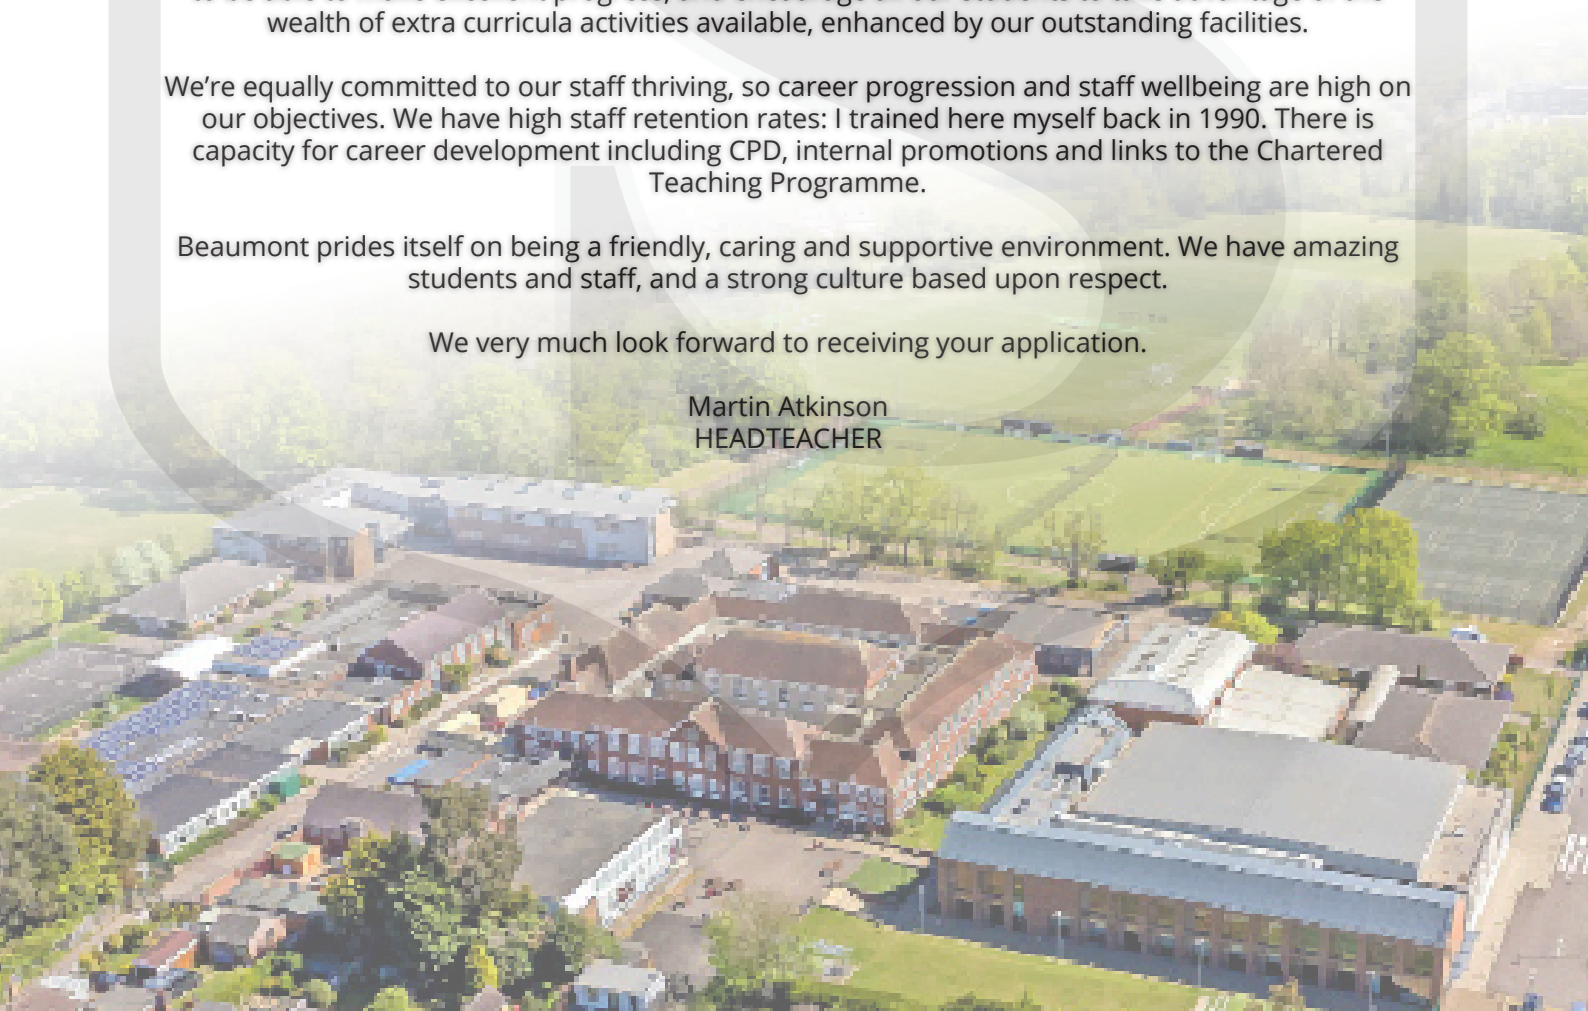 wealth of extra curricula activities available, enhanced by our outstanding facilities.
We’re equally committed to our staff thriving, so career progression and staff wellbeing are high on
our objectives. We have high staff retention rates: I trained here myself back in 1990. There is
capacity for career development including CPD, internal promotions and links to the Chartered
Teaching Programme.
Beaumont prides itself on being a friendly, caring and supportive environment. We have amazing
students and staff, and a strong culture based upon respect.
We very much look forward to receiving your application.
Martin Atkinson
HEADTEACHER